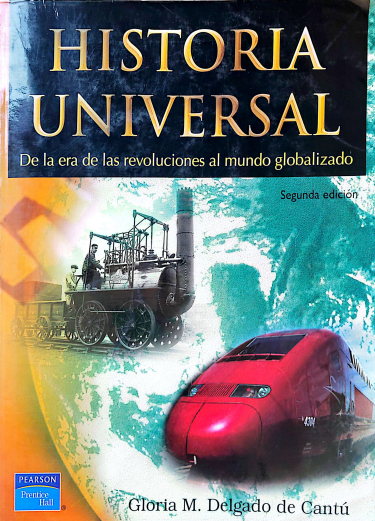 HISTORIA
UNIVERSAL
De la era de las revoluciones al mundo globalizado
Segunda edición
4304
PEARSON
Prentice
Hall
®
Gloria M. Delgado de Cantú